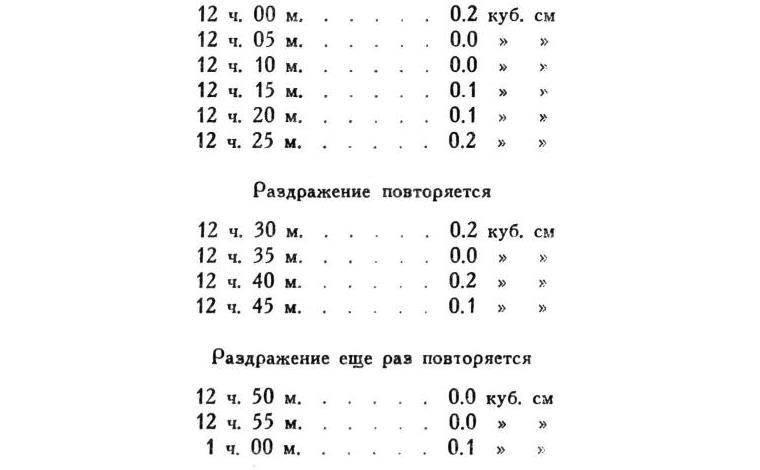 12 ч. 00 м. . . . . . 0.2 куб. см
12 ч. 05 м. . . . . . 0.0 » »
12 ч. 10 м. . . . . . 0.0 » »
12 ч. 15 м. . . . . . 0.1 » »
12 ч. 20 м. . . . . . 0.1 » »
12 ч. 25 м. . . . . . 0.2 » »
Раздражение повторяется
12 ч. 30 м. . . . . . 0.2 куб. см
12 ч. 35 м. . . . . . 0.0 » »
12 ч. 40 м. . . . . . 0.2 » »
12 ч. 45 м. . . . . . 0.1 » »
Раздражение еще раз повторяется
12 ч. 50 м. . . . . . 0.0 куб. см
12 ч. 55 м. . . . . . 0.0 » »
1 ч. 00 м. . . . . . 0.1 » »